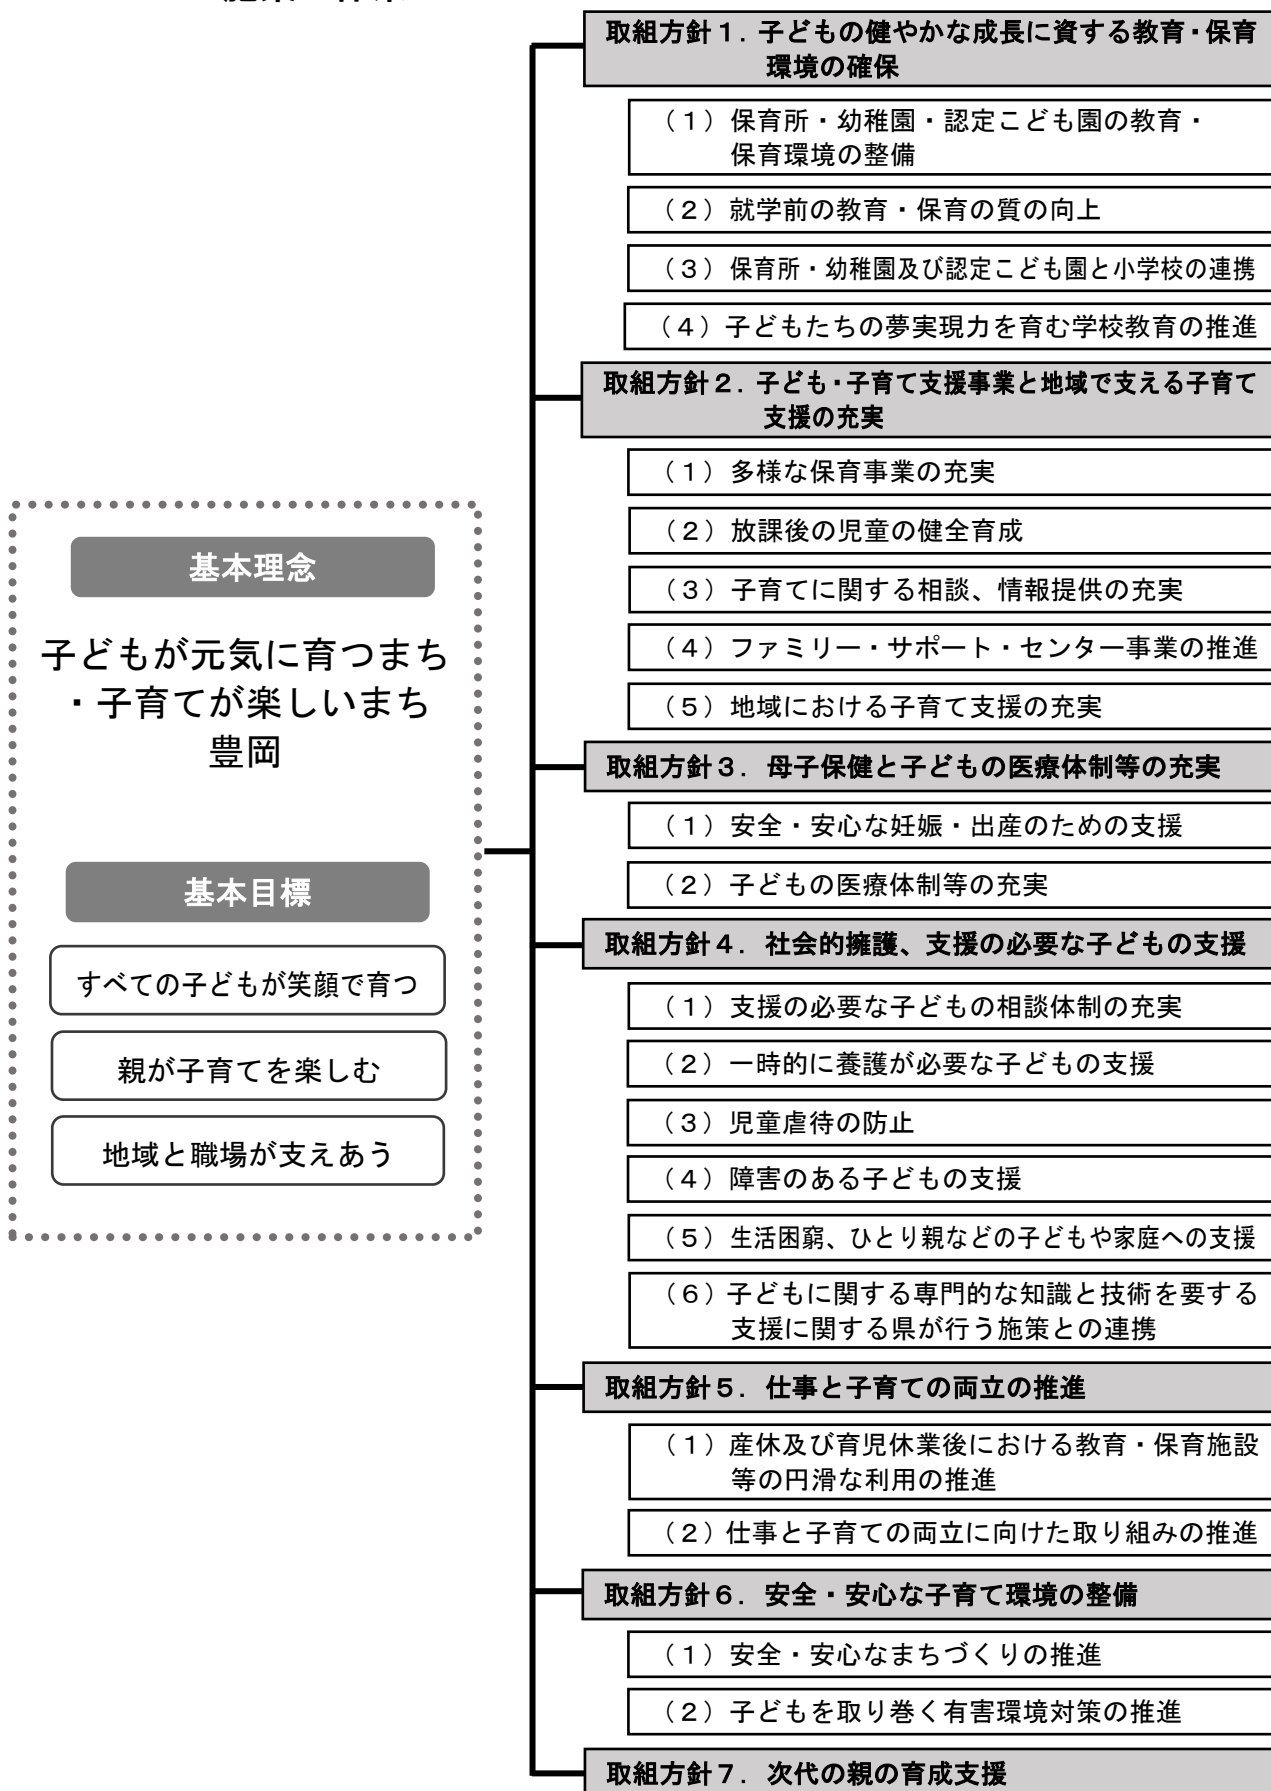 基本理念
子どもが元気に育つまち
・子育てが楽しいまち
豊岡
基本目標
すべての子どもが笑顔で育つ
親が子育てを楽しむ
地域と職場が支えあう
取組方針１．子どもの健やかな成長に資する教育・保育
環境の確保
（１）保育所・幼稚園・認定こども園の教育・
保育環境の整備
（２）就学前の教育・保育の質の向上
（３）保育所・幼稚園及び認定こども園と小学校の連携
（４）子どもたちの夢実現力を育む学校教育の推進
取組方針２．子ども・子育て支援事業と地域で支える子育て
支援の充実
（１）多様な保育事業の充実
（２）放課後の児童の健全育成
（３）子育てに関する相談、情報提供の充実
（４）ファミリー・サポート・センター事業の推進
（５）地域における子育て支援の充実
取組方針３．母子保健と子どもの医療体制等の充実
（１）安全・安心な妊娠・出産のための支援
（２）子どもの医療体制等の充実
取組方針４．社会的擁護、支援の必要な子どもの支援
（１）支援の必要な子どもの相談体制の充実
（２）一時的に養護が必要な子どもの支援
（３）児童虐待の防止
（４）障害のある子どもの支援
（５）生活困窮、ひとり親などの子どもや家庭への支援
（６）子どもに関する専門的な知識と技術を要する
支援に関する県が行う施策との連携
取組方針５．仕事と子育ての両立の推進
（１）産休及び育児休業後における教育・保育施設
等の円滑な利用の推進
（２）仕事と子育ての両立に向けた取り組みの推進
取組方針６．安全・安心な子育て環境の整備
（１）安全・安心なまちづくりの推進
（２）子どもを取り巻く有害環境対策の推進
取組方針７．次代の親の育成支援